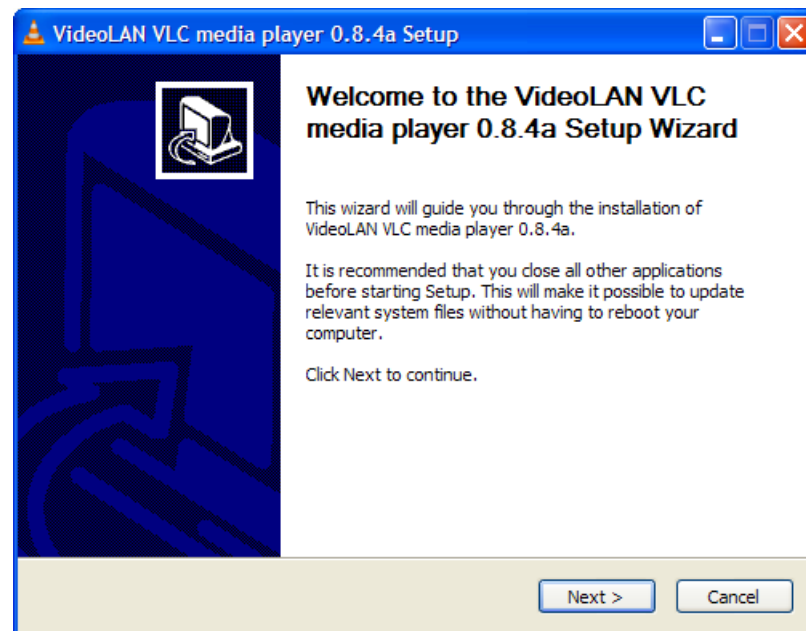 VideoLAN VLC media player 0.8.4a Setup
Welcome to the VideoLAN VLC
media player 0.8.4a Setup Wizard
This wizard will guide you through the installation of
VideoLAN VLC media player 0.8.4a.
It is recommended that you close all other applications
before starting Setup. This will make it possible to update
relevant system files without having to reboot your
computer.
Click Next to continue.
Next > Cancel